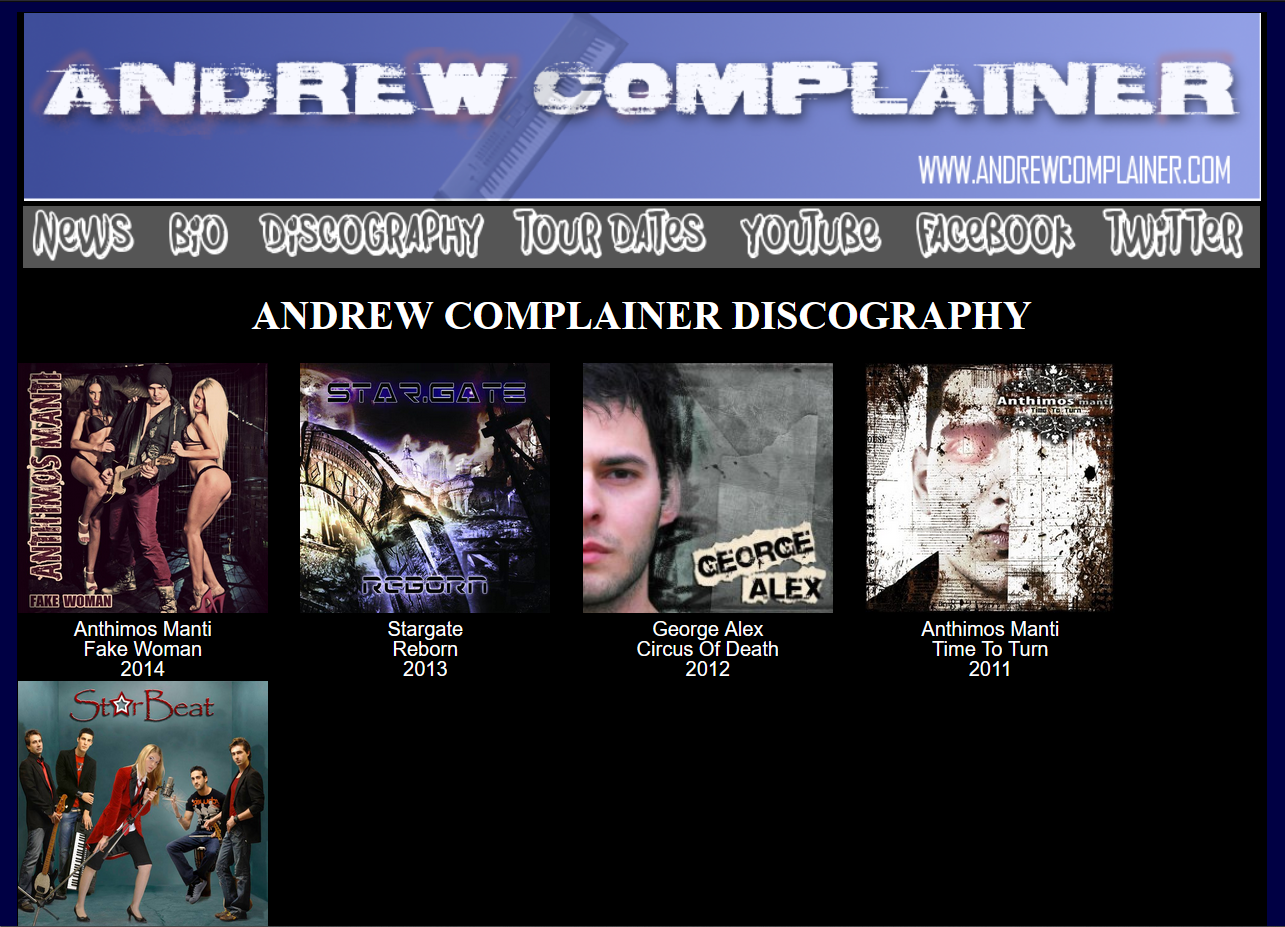 ANDREW COMPLAINER
WWW.ANDREWCOMPLAINER.COM
NEWS BiO DiSCOGRAPHY TOUR DATES YOUTUBE FACEBOOK TWiTTER
ANDREW COMPLAINER DISCOGRAPHY
ANTHIMOS MANTI
FAKE WOMAN
STAR.GATE
REBORN
GEORGE
ALEX
Anthimos manti
Time To Turn
Anthimos Manti
Fake Woman
2014
Stargate
Reborn
2013
George Alex
Circus Of Death
2012
Anthimos Manti
Time To Turn
2011
StarBeat